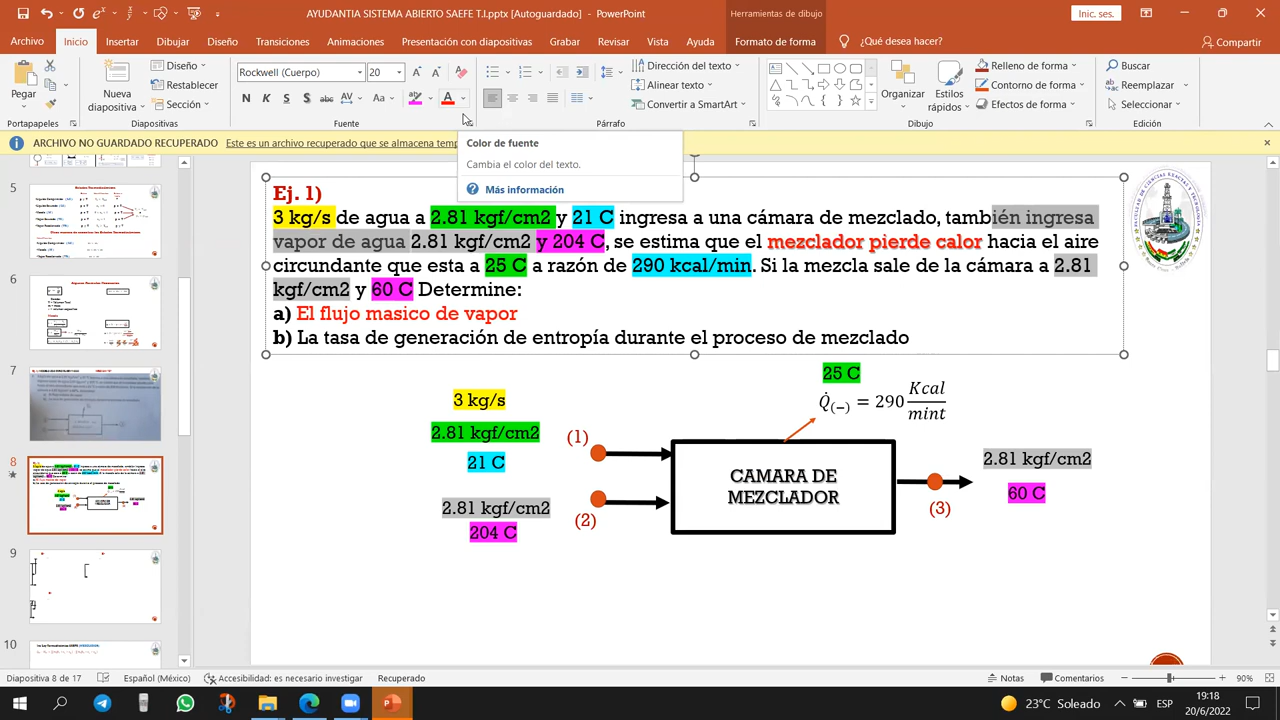 AYUDANTIA SISTEMA ABIERTO SAEFE T.I.pptx [Autoguardado] - PowerPoint
Herramientas de dibujo
Inic. ses.
Archivo Inicio Insertar Dibujar Diseño Transiciones Animaciones Presentación con diapositivas Grabar Revisar Vista Ayuda Formato de forma ¿Qué desea hacer? Compartir
Pegar
Nueva diapositiva
Diseño
Restablecer
Sección
Rockwell (Cuerpo) 20
N K S S abc AV Aa A
Dirección del texto
Alinear texto
Convertir a SmartArt
Organizar
Estilos rápidos
Relleno de forma
Contorno de forma
Efectos de forma
Buscar
Reemplazar
Seleccionar
Portapapeles Diapositivas Fuente Párrafo Dibujo Edición
ARCHIVO NO GUARDADO RECUPERADO Este es un archivo recuperado que se almacena temp
Color de fuente
Cambia el color del texto.
Más información
5
6
7
8
9
10
Ej. 1)
3 kg/s de agua a 2.81 kgf/cm2 y 21 C ingresa a una cámara de mezclado, también ingresa
vapor de agua 2.81 kgf/cm2 y 204 C, se estima que el mezclador pierde calor hacia el aire
circundante que esta a 25 C a razón de 290 kcal/min. Si la mezcla sale de la cámara a 2.81
kgf/cm2 y 60 C Determine:
a) El flujo masico de vapor
b) La tasa de generación de entropía durante el proceso de mezclado
25 C
Q̇(−) = 290 Kcal/mint
3 kg/s
2.81 kgf/cm2
21 C
(1)
2.81 kgf/cm2
204 C
(2)
CAMARA DE
MEZCLADOR
2.81 kgf/cm2
60 C
(3)
Diapositiva 8 de 17 Español (México) Accesibilidad: es necesario investigar Recuperado Notas Comentarios 90%
23°C Soleado ESP 19:18
20/6/2022